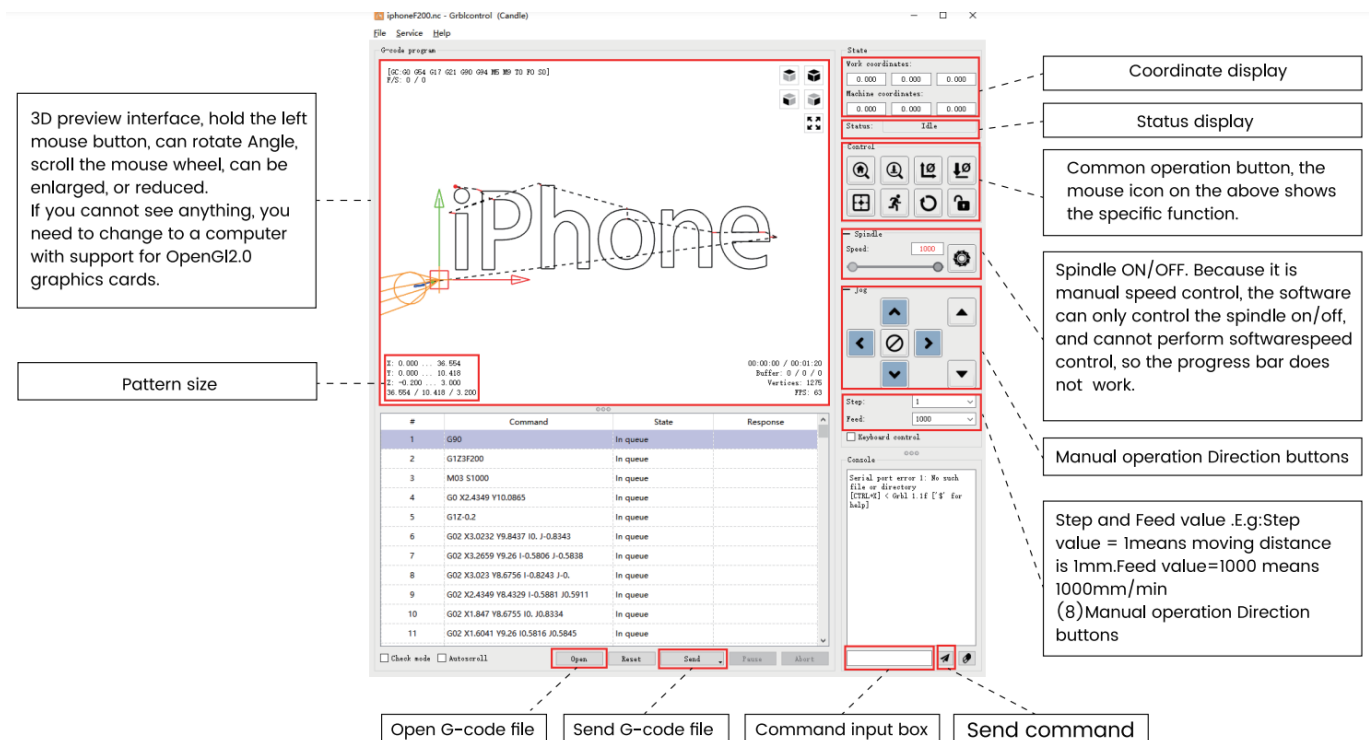 iphoneF200.nc - Grblcontrol (Candle)
File Service Help
G-code program
[GC:G0 G54 G17 G21 G90 G94 M5 M9 T0 F0 S0]
F/S: 0 / 0
iPhone
X: 0.000 ... 36.554
Y: 0.000 ... 10.418
Z: -0.200 ... 3.000
36.554 / 10.418 / 3.200
00:00:00 / 00:01:20
Buffer: 0 / 0 / 0
Vertices: 1275
FPS: 63
# Command State Response
1 G90 In queue
2 G1Z3F200 In queue
3 M03 S1000 In queue
4 G0 X2.4349 Y10.0865 In queue
5 G1Z-0.2 In queue
6 G02 X3.0232 Y9.8437 I0. J-0.8343 In queue
7 G02 X3.2659 Y9.26 I-0.5806 J-0.5838 In queue
8 G02 X3.023 Y8.6756 I-0.8243 J-0. In queue
9 G02 X2.4349 Y8.4329 I-0.5881 J0.5911 In queue
10 G02 X1.847 Y8.6755 I0. J0.8334 In queue
11 G02 X1.6041 Y9.26 I0.5816 J0.5845 In queue
Check mode Autoscroll Open Reset Send Pause Abort
State
Work coordinates:
0.000 0.000 0.000
Machine coordinates:
0.000 0.000 0.000
Status: Idle
Control
Spindle
Speed: 1000
Jog
Step: 1
Feed: 1000
Keyboard control
Console
Serial port error 1: No such
file or directory
[CTRL+X] < Grbl 1.1f ['$' for
help]
3D preview interface, hold the left
mouse button, can rotate Angle,
scroll the mouse wheel, can be
enlarged, or reduced.
If you cannot see anything, you
need to change to a computer
with support for OpenGl2.0
graphics cards.
Pattern size
Coordinate display
Status display
Common operation button, the
mouse icon on the above shows
the specific function.
Spindle ON/OFF. Because it is
manual speed control, the software
can only control the spindle on/off,
and cannot perform softwarespeed
control, so the progress bar does
not work.
Manual operation Direction buttons
Step and Feed value .E.g:Step
value = 1means moving distance
is 1mm.Feed value=1000 means
1000mm/min
(8)Manual operation Direction
buttons
Open G-code file
Send G-code file
Command input box
Send command